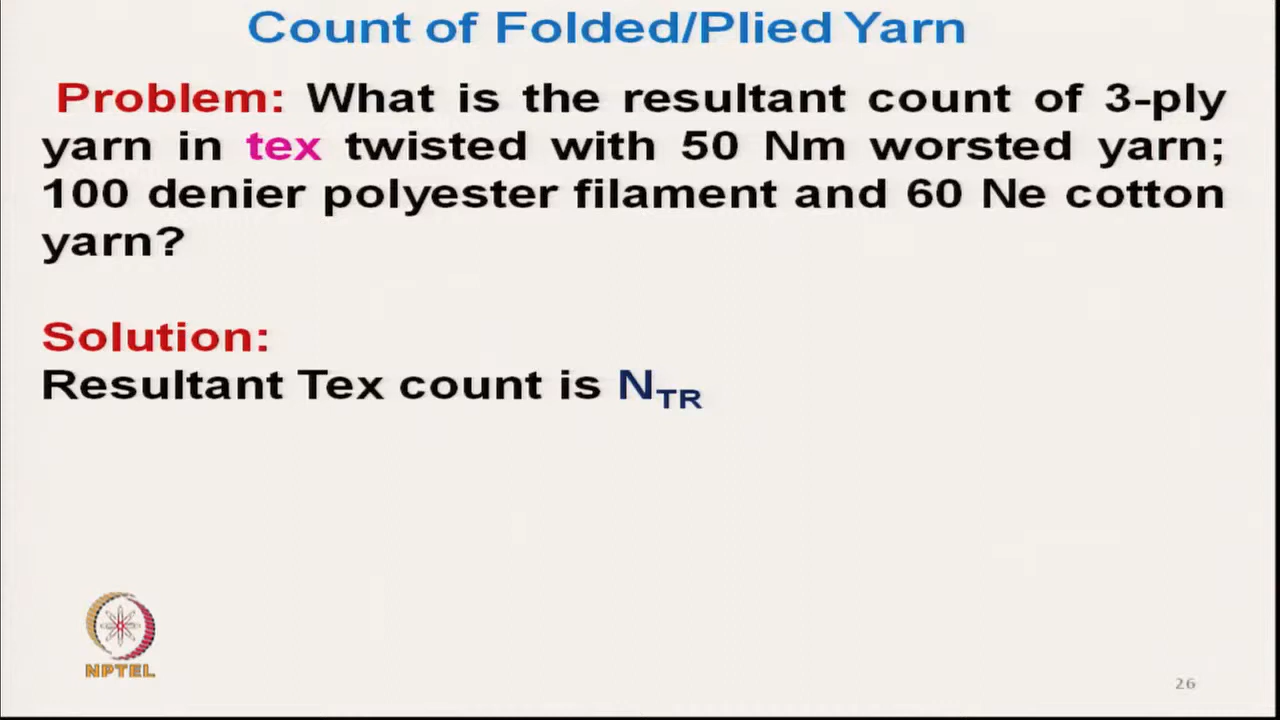 Count of Folded/Plied Yarn
Problem: What is the resultant count of 3-ply
yarn in tex twisted with 50 Nm worsted yarn;
100 denier polyester filament and 60 Ne cotton
yarn?
Solution:
Resultant Tex count is NTR
NPTEL
26